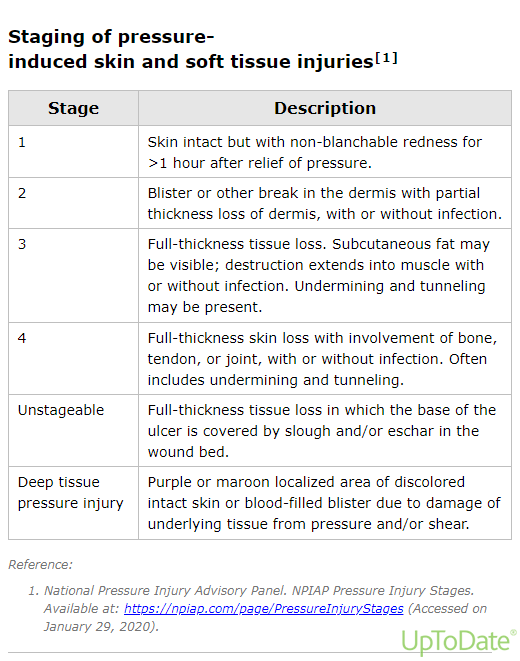 Staging of pressure-
induced skin and soft tissue injuries[1]
Stage Description
1 Skin intact but with non-blanchable redness for
>1 hour after relief of pressure.
2 Blister or other break in the dermis with partial
thickness loss of dermis, with or without infection.
3 Full-thickness tissue loss. Subcutaneous fat may
be visible; destruction extends into muscle with
or without infection. Undermining and tunneling
may be present.
4 Full-thickness skin loss with involvement of bone,
tendon, or joint, with or without infection. Often
includes undermining and tunneling.
Unstageable Full-thickness tissue loss in which the base of the
ulcer is covered by slough and/or eschar in the
wound bed.
Deep tissue Purple or maroon localized area of discolored
pressure injury intact skin or blood-filled blister due to damage of
underlying tissue from pressure and/or shear.
Reference:
1. National Pressure Injury Advisory Panel. NPIAP Pressure Injury Stages.
Available at: https://npiap.com/page/PressureInjuryStages (Accessed on
January 29, 2020).
UpToDate®